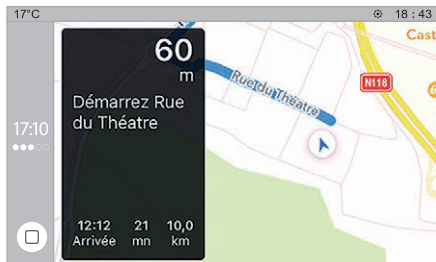 17°C
18 : 43
17:10
60
m
Démarrez Rue
du Théatre
12:12 21 10,0
Arrivée mn km
Rue du Théatre
N118
Cast